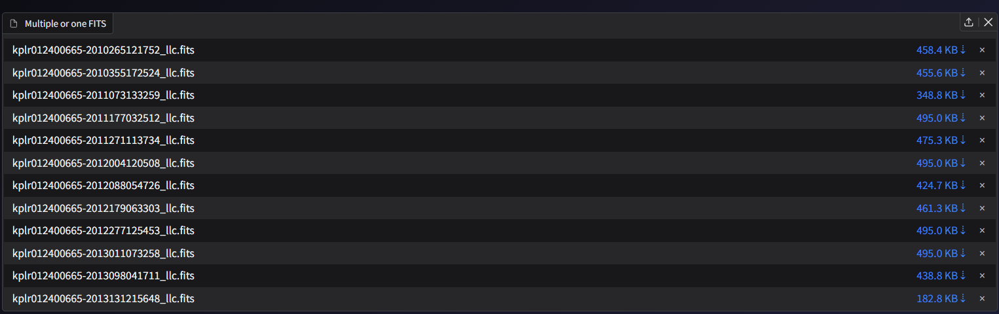 Multiple or one FITS
kplr012400665-2010265121752_llc.fits 458.4 KB⇣ ×
kplr012400665-2010355172524_llc.fits 455.6 KB⇣ ×
kplr012400665-2011073133259_llc.fits 348.8 KB⇣ ×
kplr012400665-2011177032512_llc.fits 495.0 KB⇣ ×
kplr012400665-2011271113734_llc.fits 475.3 KB⇣ ×
kplr012400665-2012004120508_llc.fits 495.0 KB⇣ ×
kplr012400665-2012088054726_llc.fits 424.7 KB⇣ ×
kplr012400665-2012179063303_llc.fits 461.3 KB⇣ ×
kplr012400665-2012277125453_llc.fits 495.0 KB⇣ ×
kplr012400665-2013011073258_llc.fits 495.0 KB⇣ ×
kplr012400665-2013098041711_llc.fits 438.8 KB⇣ ×
kplr012400665-2013131215648_llc.fits 182.8 KB⇣ ×